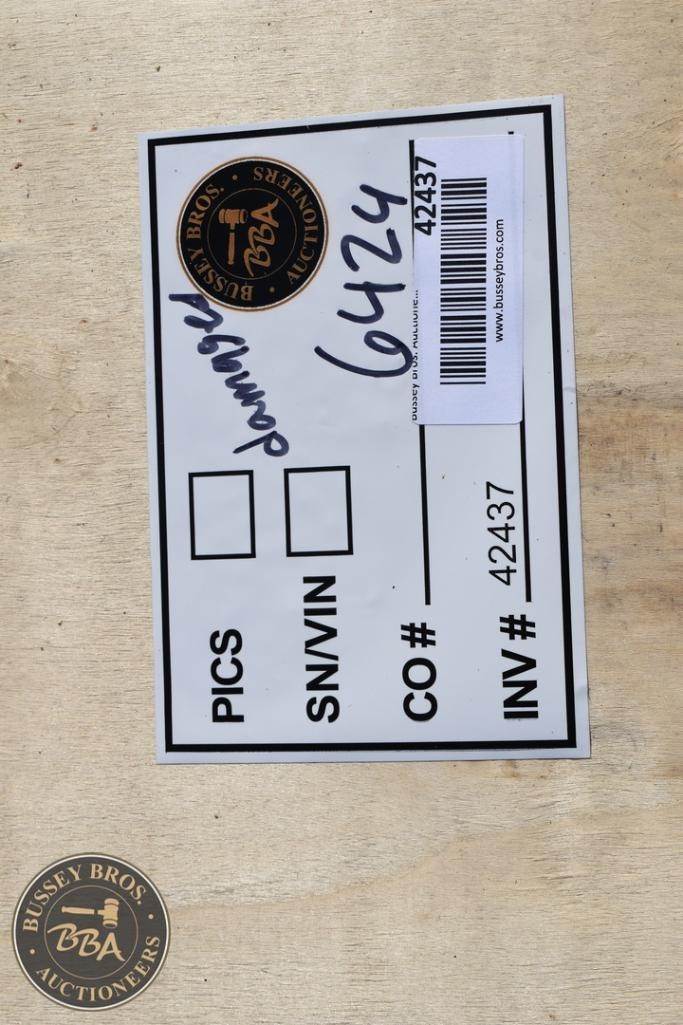 PICS
SN/VIN
CO #
INV # 42437
damaged
6424
BUSSEY BROS.
BBA
AUCTIONEERS
42437
Bussey Bros. Auctione...
www.busseybros.com
BUSSEY BROS.
BBA
AUCTIONEERS